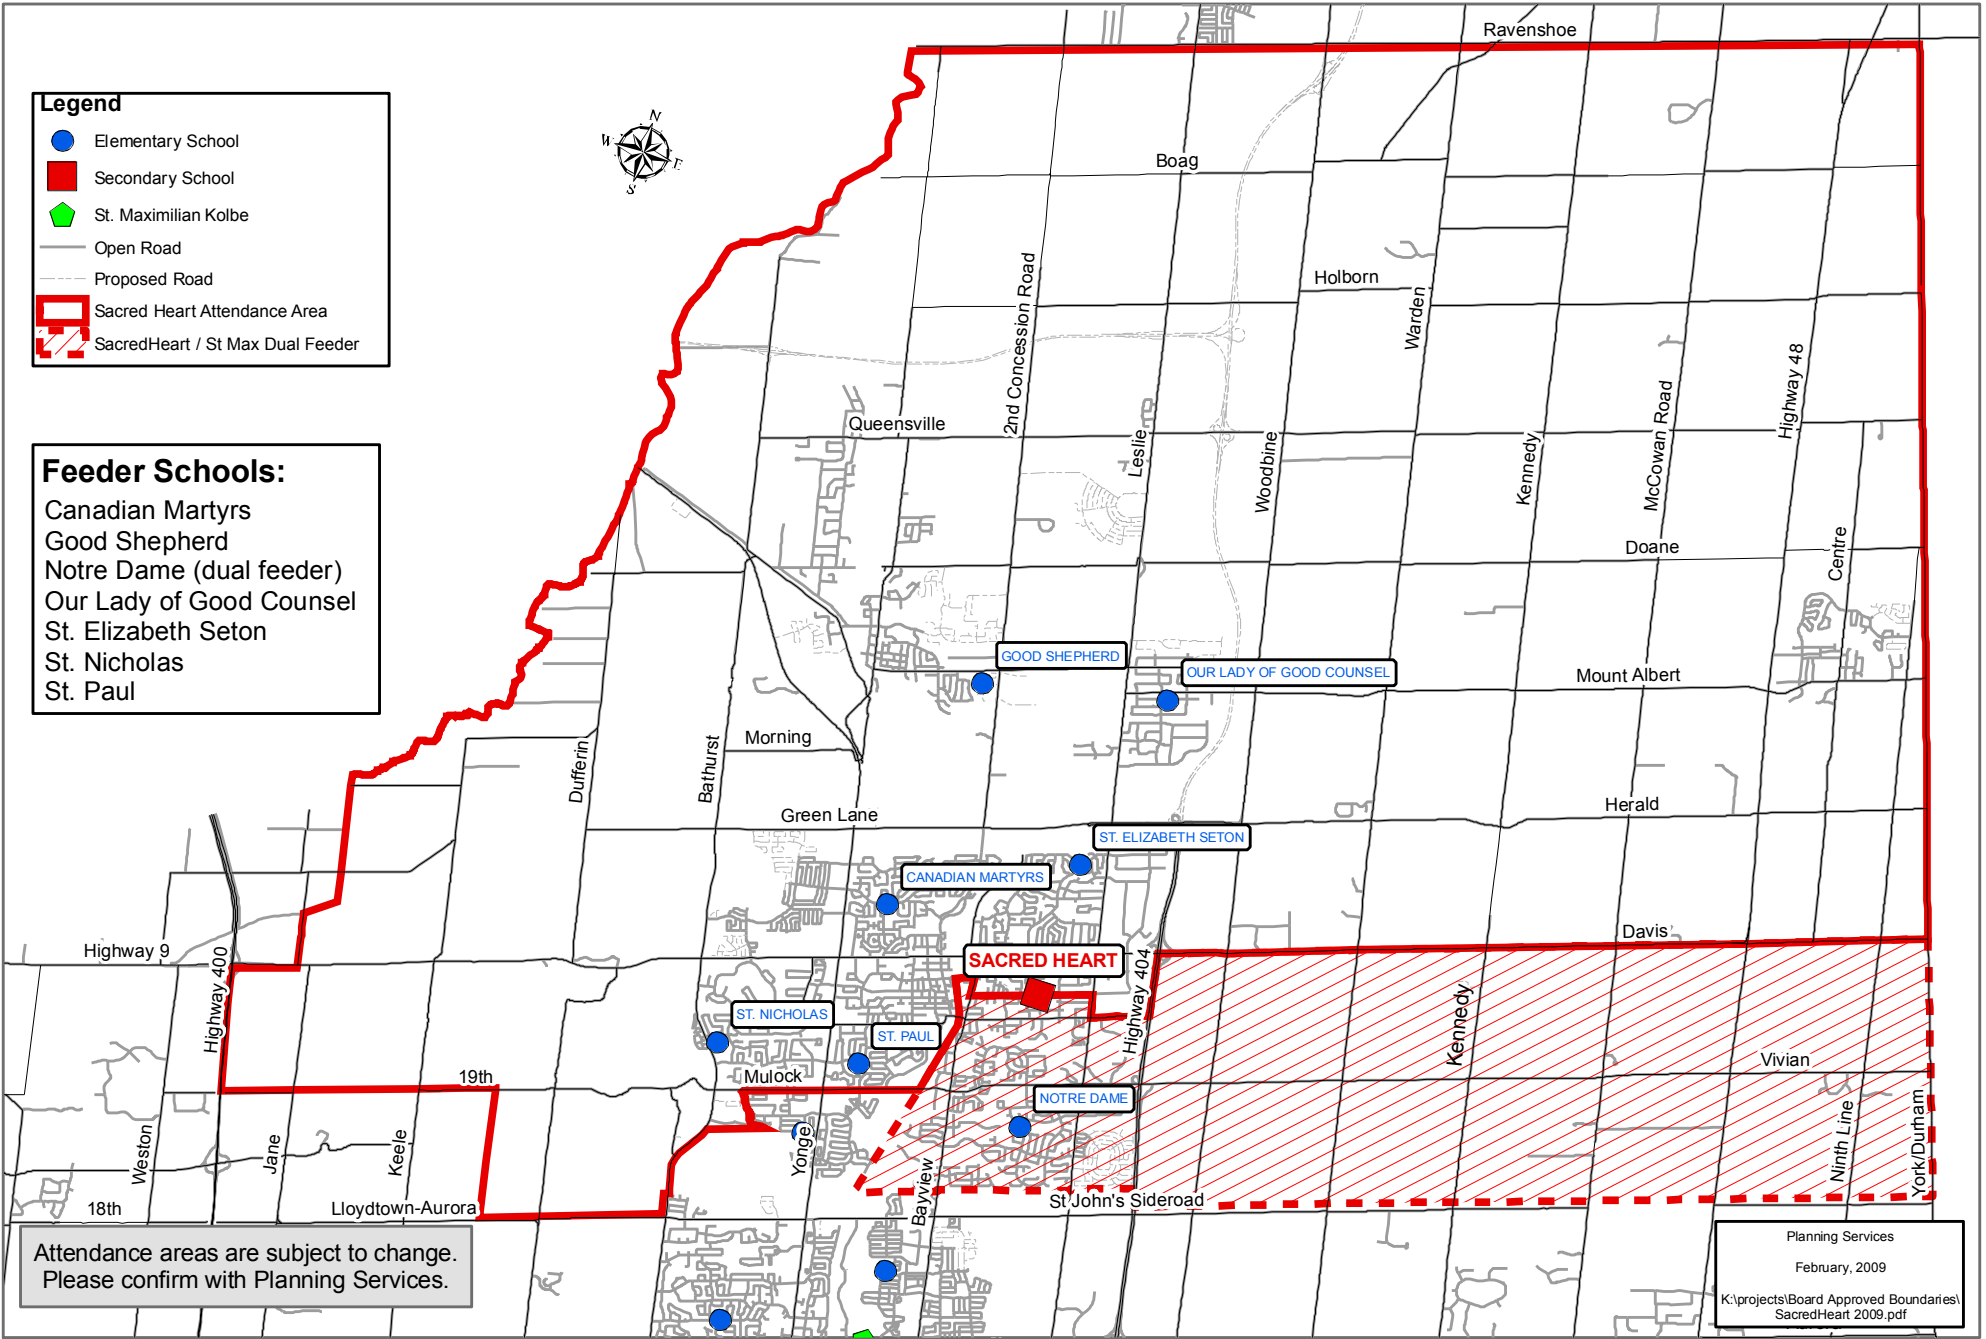 Ravenshoe
Legend
Elementary School
Secondary School
St. Maximilian Kolbe
Open Road
Proposed Road
Sacred Heart Attendance Area
SacredHeart / St Max Dual Feeder
N
W
E
S
Boag
Holborn
2nd Concession Road
Warden
Highway 48
Queensville
McCowan Road
Leslie
Woodbine
Kennedy
Feeder Schools:
Canadian Martyrs
Good Shepherd
Notre Dame (dual feeder)
Our Lady of Good Counsel
St. Elizabeth Seton
St. Nicholas
St. Paul
Doane
Centre
GOOD SHEPHERD
OUR LADY OF GOOD COUNSEL
Mount Albert
Morning
Dufferin
Bathurst
Green Lane
Herald
ST. ELIZABETH SETON
CANADIAN MARTYRS
Davis
Highway 9
SACRED HEART
Highway 400
Highway 404
Kennedy
ST. NICHOLAS
ST. PAUL
Vivian
19th
Mulock
NOTRE DAME
Weston
Jane
Keele
Yonge
Bayview
Ninth Line
York/Durham
St John's Sideroad
18th
Lloydtown-Aurora
Attendance areas are subject to change.
Please confirm with Planning Services.
Planning Services
February, 2009
K:\projects\Board Approved Boundaries\
SacredHeart 2009.pdf